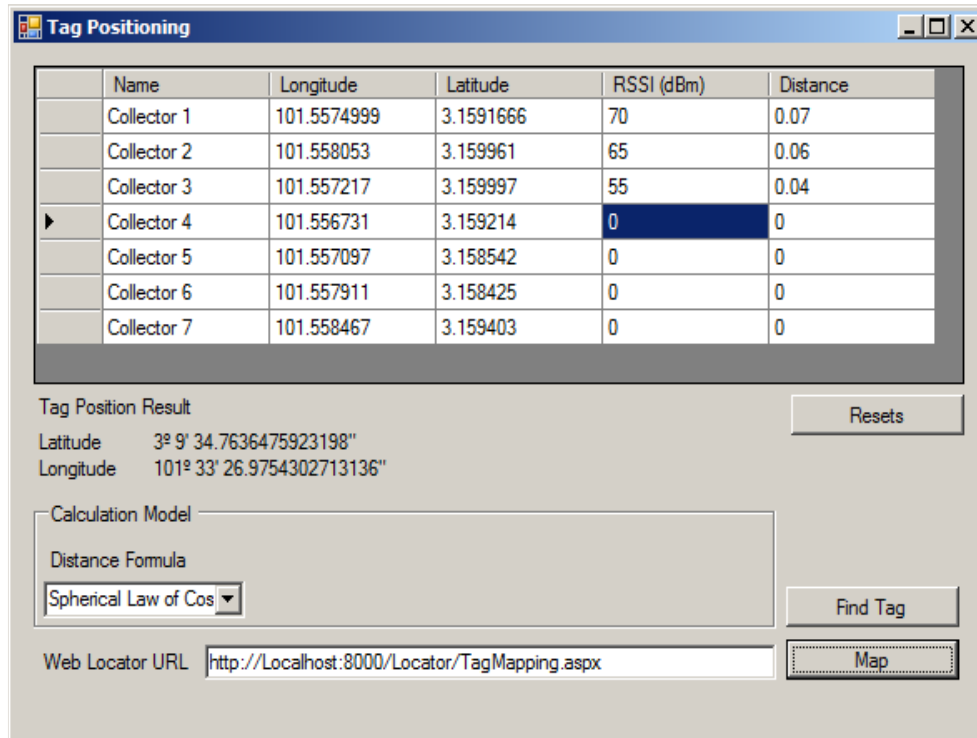 Tag Positioning
Name Longitude Latitude RSSI (dBm) Distance
Collector 1 101.5574999 3.1591666 70 0.07
Collector 2 101.558053 3.159961 65 0.06
Collector 3 101.557217 3.159997 55 0.04
Collector 4 101.556731 3.159214 0 0
Collector 5 101.557097 3.158542 0 0
Collector 6 101.557911 3.158425 0 0
Collector 7 101.558467 3.159403 0 0
Tag Position Result
Resets
Latitude 3º 9' 34.7636475923198"
Longitude 101º 33' 26.9754302713136"
Calculation Model
Distance Formula
Spherical Law of Cos
Find Tag
Web Locator URL http://Localhost:8000/Locator/TagMapping.aspx Map